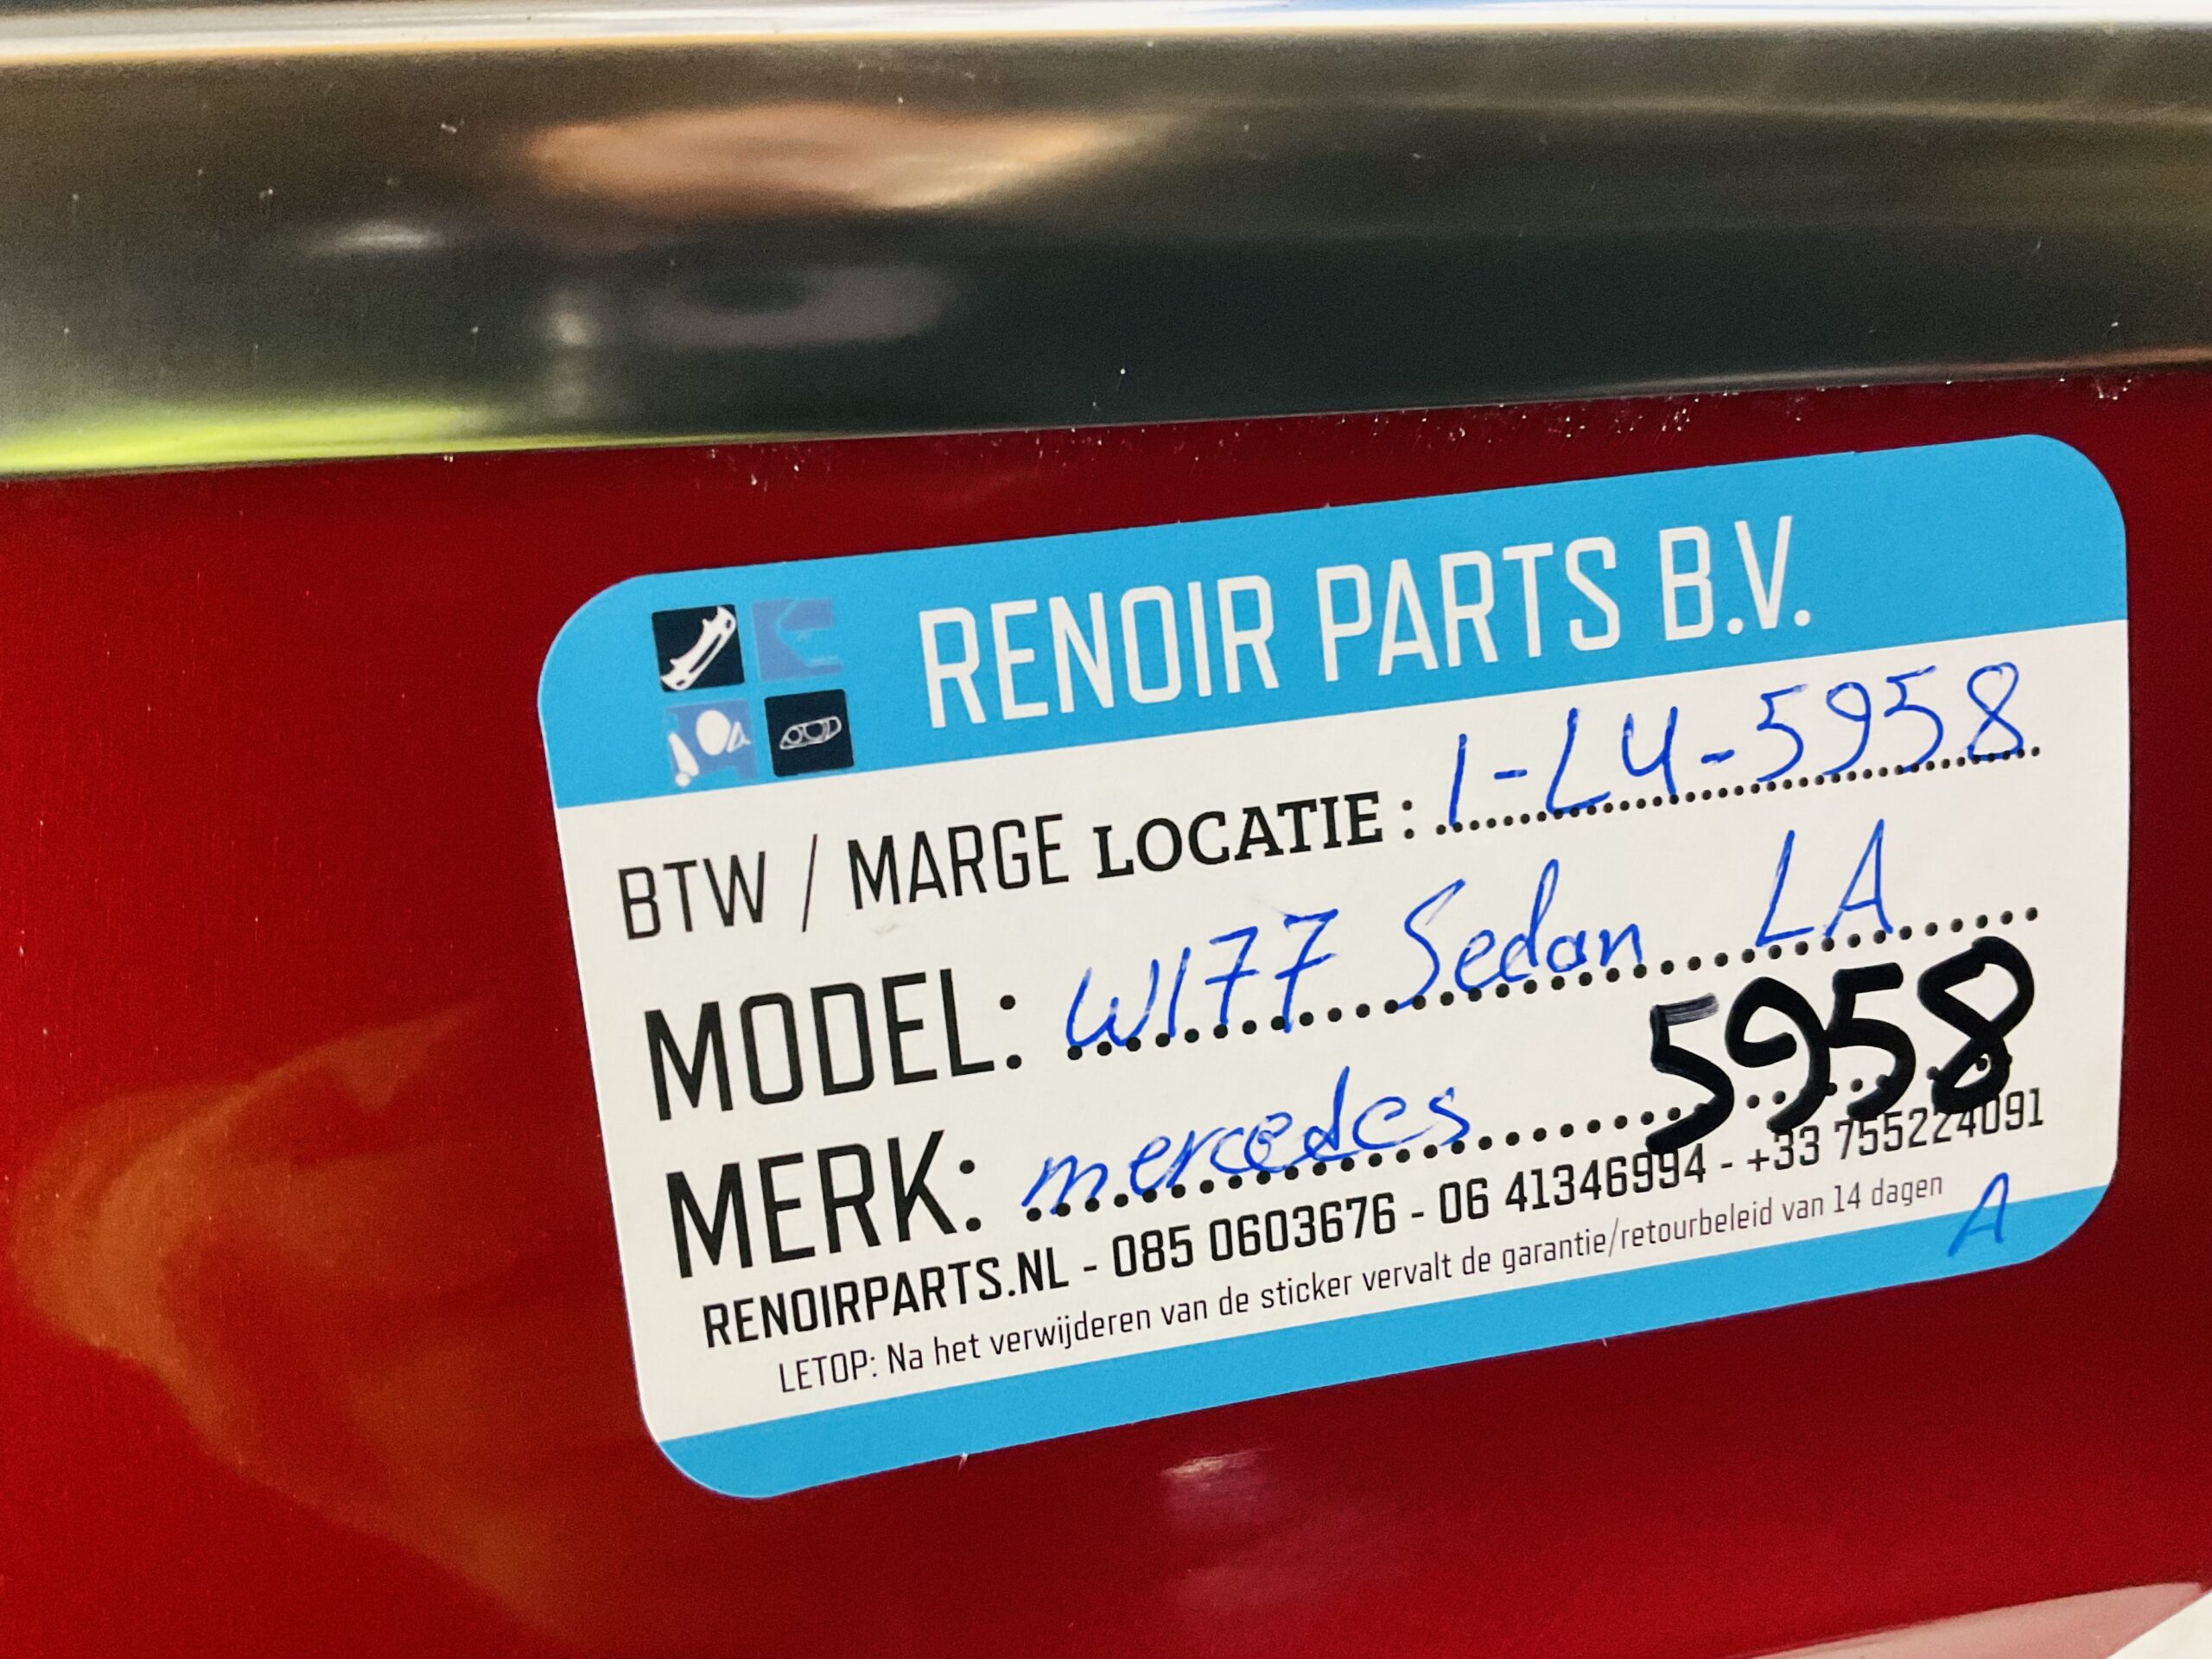 RENOIR PARTS B.V.
BTW / MARGE LOCATIE: 1-L4-5958
MODEL: W177 Sedan LA
MERK: mercedes 5958
RENOIRPARTS.NL - 085 0603676 - 06 41346994 - +33 755224091
LETOP: Na het verwijderen van de sticker vervalt de garantie/retourbeleid van 14 dagen
A